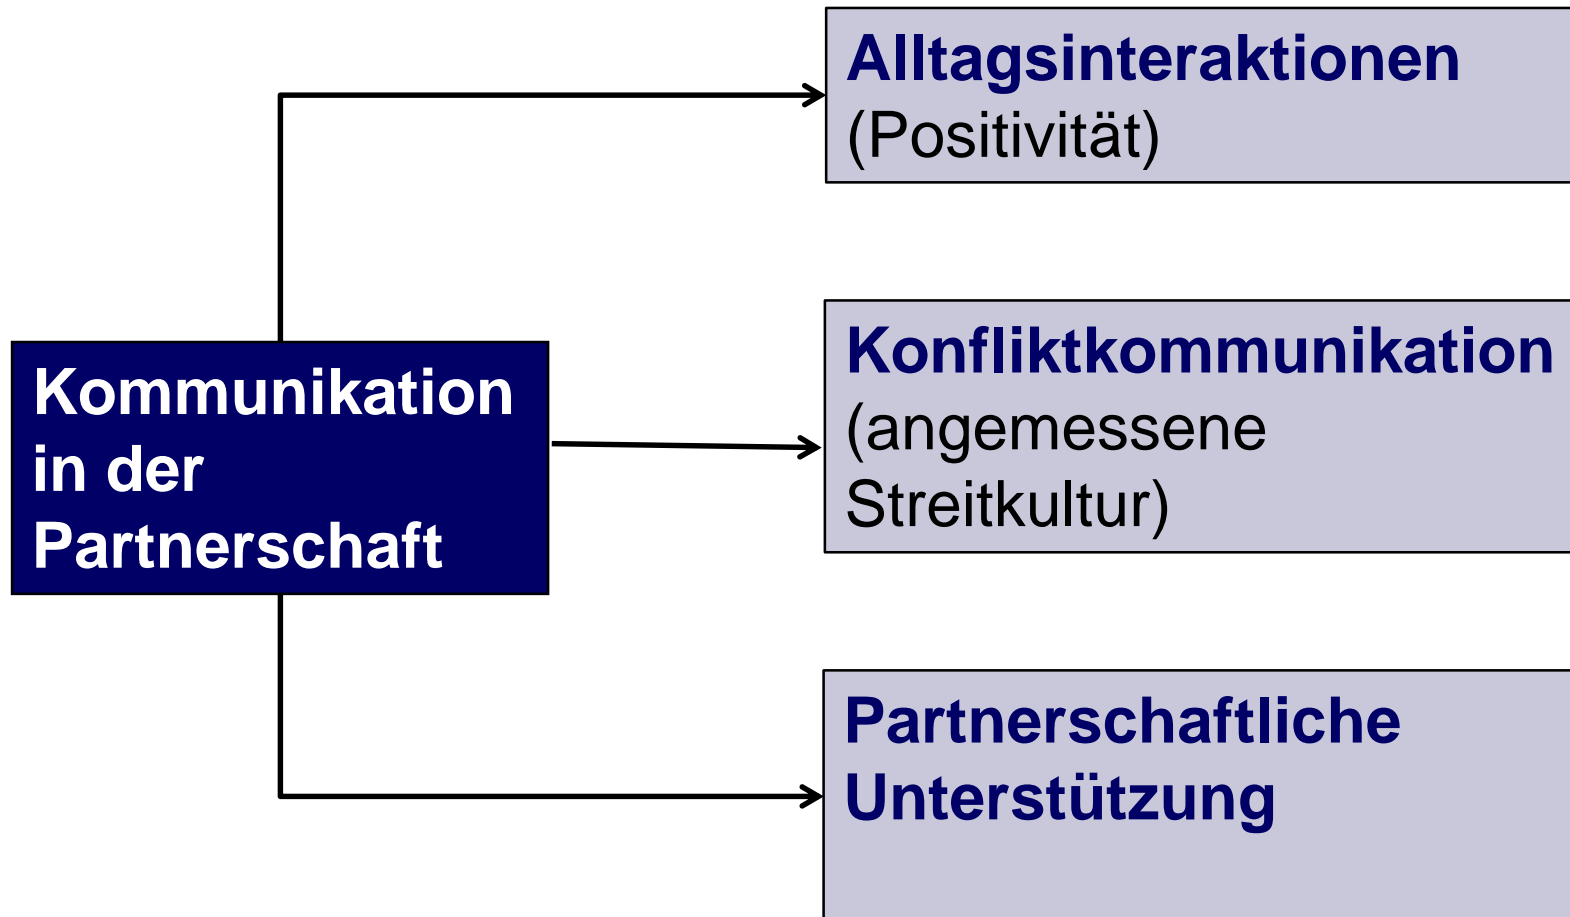 Alltagsinteraktionen
(Positivität)
Kommunikation
in der
Partnerschaft
Konfliktkommunikation
(angemessene
Streitkultur)
Partnerschaftliche
Unterstützung